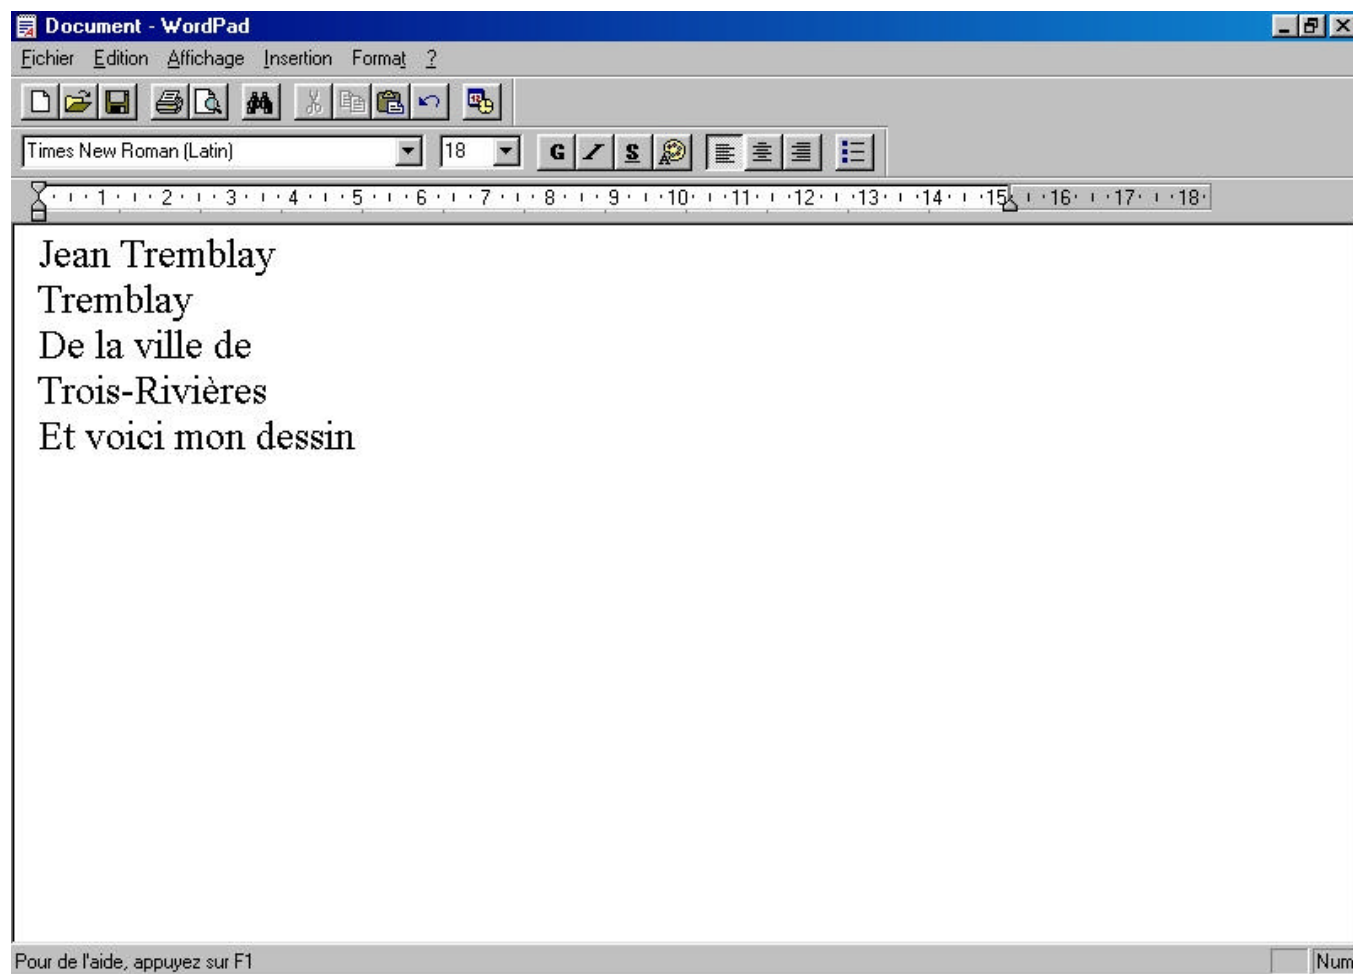 Document - WordPad
Fichier Edition Affichage Insertion Format ?
Times New Roman (Latin) 18 G I S
1 2 3 4 5 6 7 8 9 10 11 12 13 14 15 16 17 18
Jean Tremblay
Tremblay
De la ville de
Trois-Rivières
Et voici mon dessin
Pour de l'aide, appuyez sur F1 Num